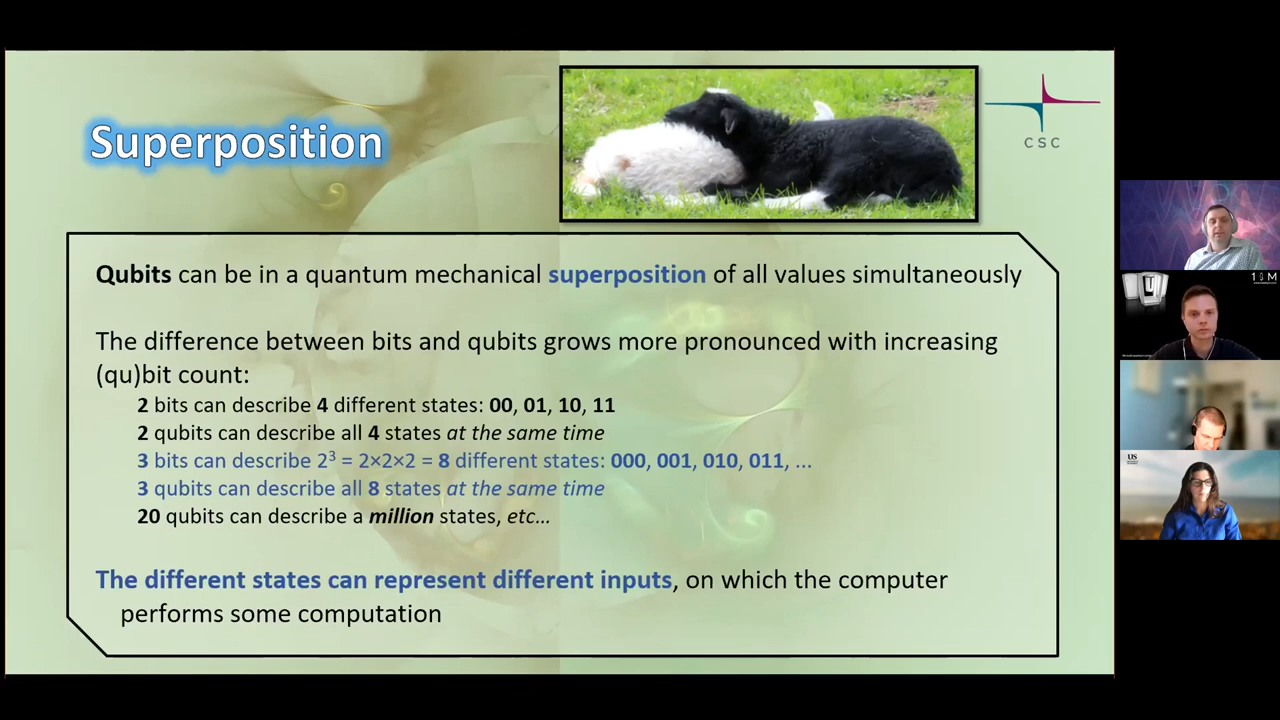 Superposition
CSC
Qubits can be in a quantum mechanical superposition of all values simultaneously
The difference between bits and qubits grows more pronounced with increasing
(qu)bit count:
2 bits can describe 4 different states: 00, 01, 10, 11
2 qubits can describe all 4 states at the same time
3 bits can describe 2³ = 2×2×2 = 8 different states: 000, 001, 010, 011, ...
3 qubits can describe all 8 states at the same time
20 qubits can describe a million states, etc...
The different states can represent different inputs, on which the computer
performs some computation
US